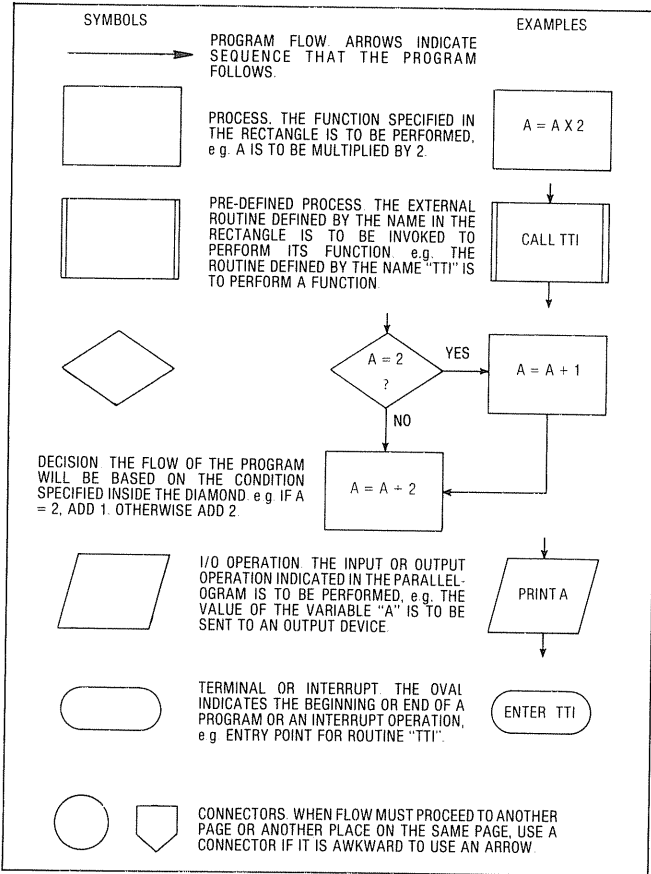 SYMBOLS
EXAMPLES
PROGRAM FLOW. ARROWS INDICATE
SEQUENCE THAT THE PROGRAM
FOLLOWS.
PROCESS. THE FUNCTION SPECIFIED IN
THE RECTANGLE IS TO BE PERFORMED,
e g. A IS TO BE MULTIPLIED BY 2.
A = A X 2
PRE-DEFINED PROCESS. THE EXTERNAL
ROUTINE DEFINED BY THE NAME IN THE
RECTANGLE IS TO BE INVOKED TO
PERFORM ITS FUNCTION. e.g. THE
ROUTINE DEFINED BY THE NAME "TTI" IS
TO PERFORM A FUNCTION.
CALL TTI
A = 2
?
YES
NO
A = A + 1
DECISION. THE FLOW OF THE PROGRAM
WILL BE BASED ON THE CONDITION
SPECIFIED INSIDE THE DIAMOND. e.g. IF A
= 2, ADD 1. OTHERWISE ADD 2.
A = A + 2
I/O OPERATION. THE INPUT OR OUTPUT
OPERATION INDICATED IN THE PARALLEL-
OGRAM IS TO BE PERFORMED, e.g. THE
VALUE OF THE VARIABLE "A" IS TO BE
SENT TO AN OUTPUT DEVICE.
PRINT A
TERMINAL OR INTERRUPT. THE OVAL
INDICATES THE BEGINNING OR END OF A
PROGRAM OR AN INTERRUPT OPERATION,
e g. ENTRY POINT FOR ROUTINE "TTI".
ENTER TTI
CONNECTORS. WHEN FLOW MUST PROCEED TO ANOTHER
PAGE OR ANOTHER PLACE ON THE SAME PAGE, USE A
CONNECTOR IF IT IS AWKWARD TO USE AN ARROW.